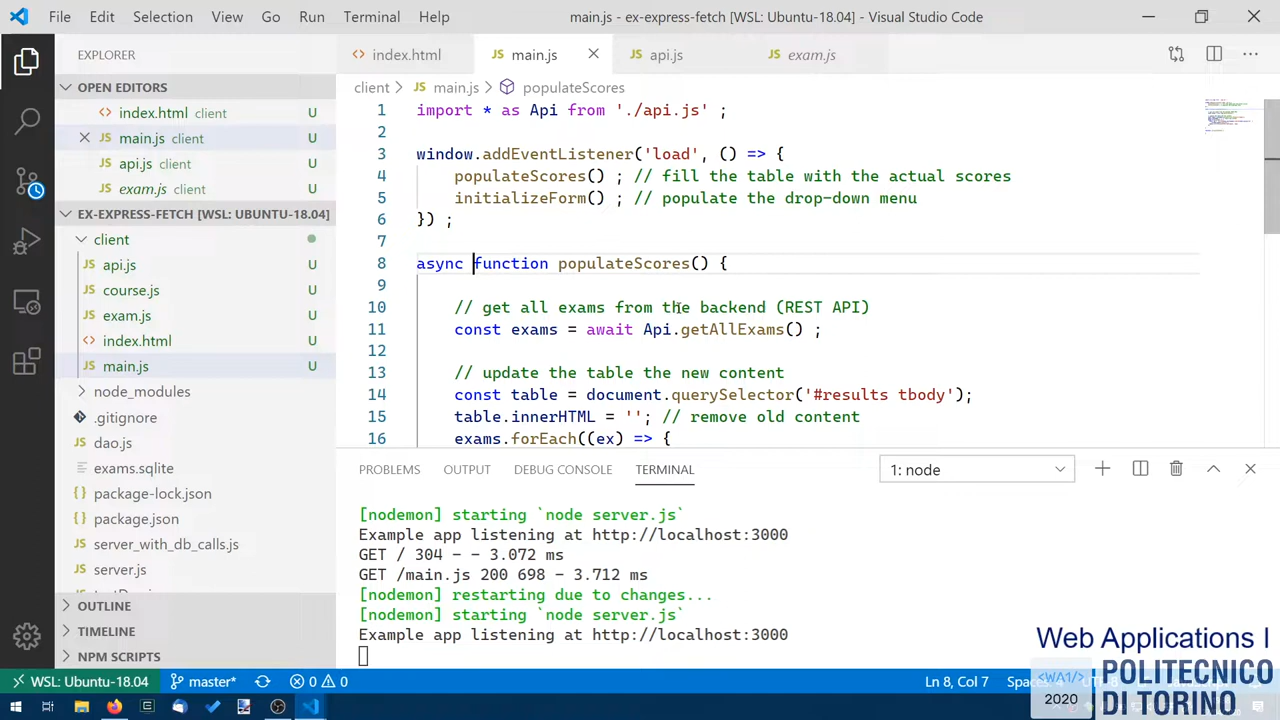 File Edit Selection View Go Run Terminal Help main.js - ex-express-fetch [WSL: Ubuntu-18.04] - Visual Studio Code
EXPLORER
OPEN EDITORS
index.html client U
main.js client U
api.js client U
exam.js client U
EX-EXPRESS-FETCH [WSL: UBUNTU-18.04]
client
JS api.js U
JS course.js U
JS exam.js U
<> index.html U
JS main.js U
node_modules
.gitignore
dao.js
exams.sqlite
package-lock.json
package.json
server_with_db_calls.js
server.js
OUTLINE
TIMELINE
NPM SCRIPTS
<> index.html JS main.js JS api.js JS exam.js
client > JS main.js > populateScores
1 import * as Api from './api.js' ;
2
3 window.addEventListener('load', () => {
4 populateScores() ; // fill the table with the actual scores
5 initializeForm() ; // populate the drop-down menu
6 }) ;
7
8 async function populateScores() {
9
10 // get all exams from the backend (REST API)
11 const exams = await Api.getAllExams() ;
12
13 // update the table the new content
14 const table = document.querySelector('#results tbody');
15 table.innerHTML = ''; // remove old content
16 exams.forEach((ex) => {
PROBLEMS OUTPUT DEBUG CONSOLE TERMINAL 1: node
[nodemon] starting `node server.js`
Example app listening at http://localhost:3000
GET / 304 - - 3.072 ms
GET /main.js 200 698 - 3.712 ms
[nodemon] restarting due to changes...
[nodemon] starting `node server.js`
Example app listening at http://localhost:3000
WSL: Ubuntu-18.04 master* 0 0 Ln 8, Col 7
Web Applications I
<WA1/>
2020
POLITECNICO
DI TORINO